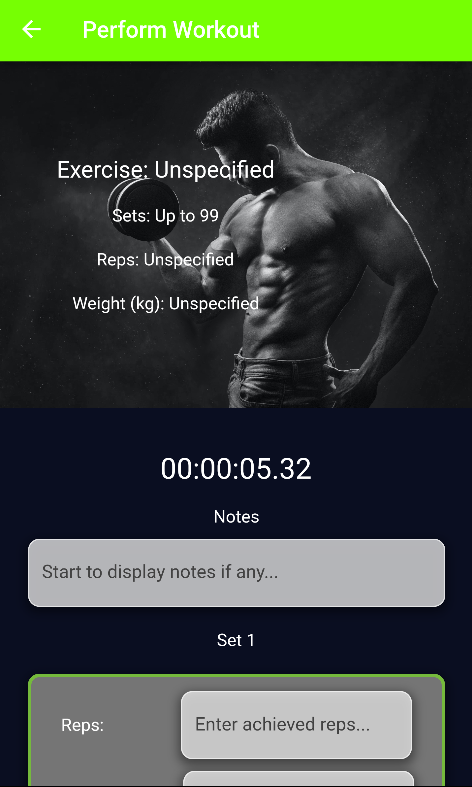 Perform Workout
Exercise: Unspecified
Sets: Up to 99
Reps: Unspecified
Weight (kg): Unspecified
00:00:05.32
Notes
Start to display notes if any...
Set 1
Reps:
Enter achieved reps...